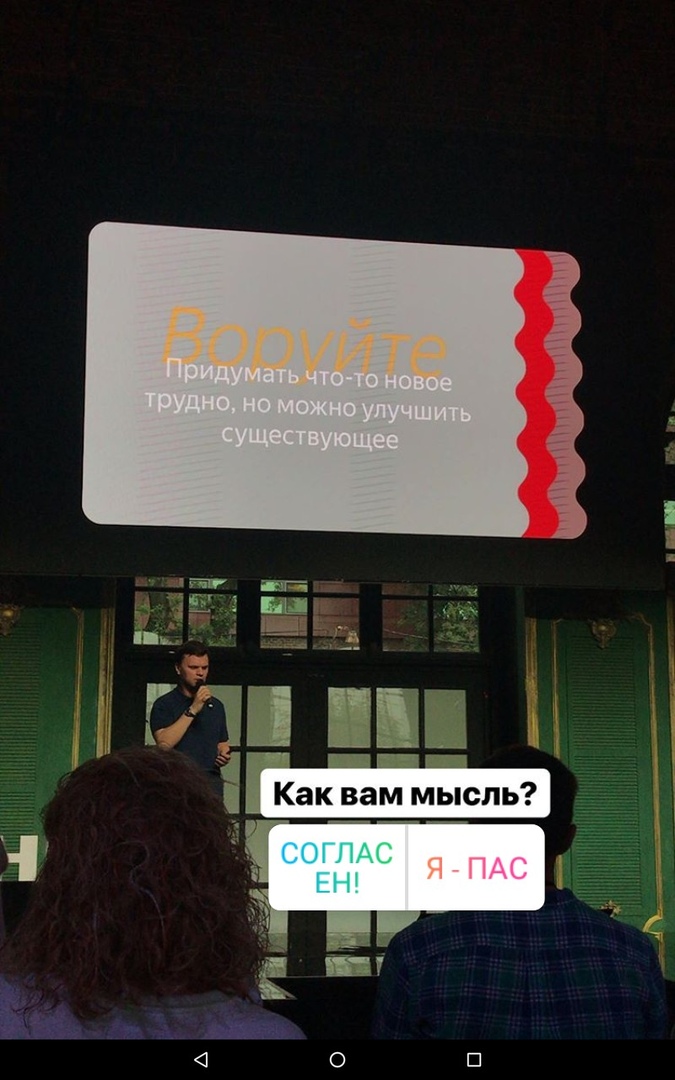 Воруйте
Придумать что-то новое
трудно, но можно улучшить
существующее
Как вам мысль?
СОГЛАС
ЕН!
Я - ПАС
Н